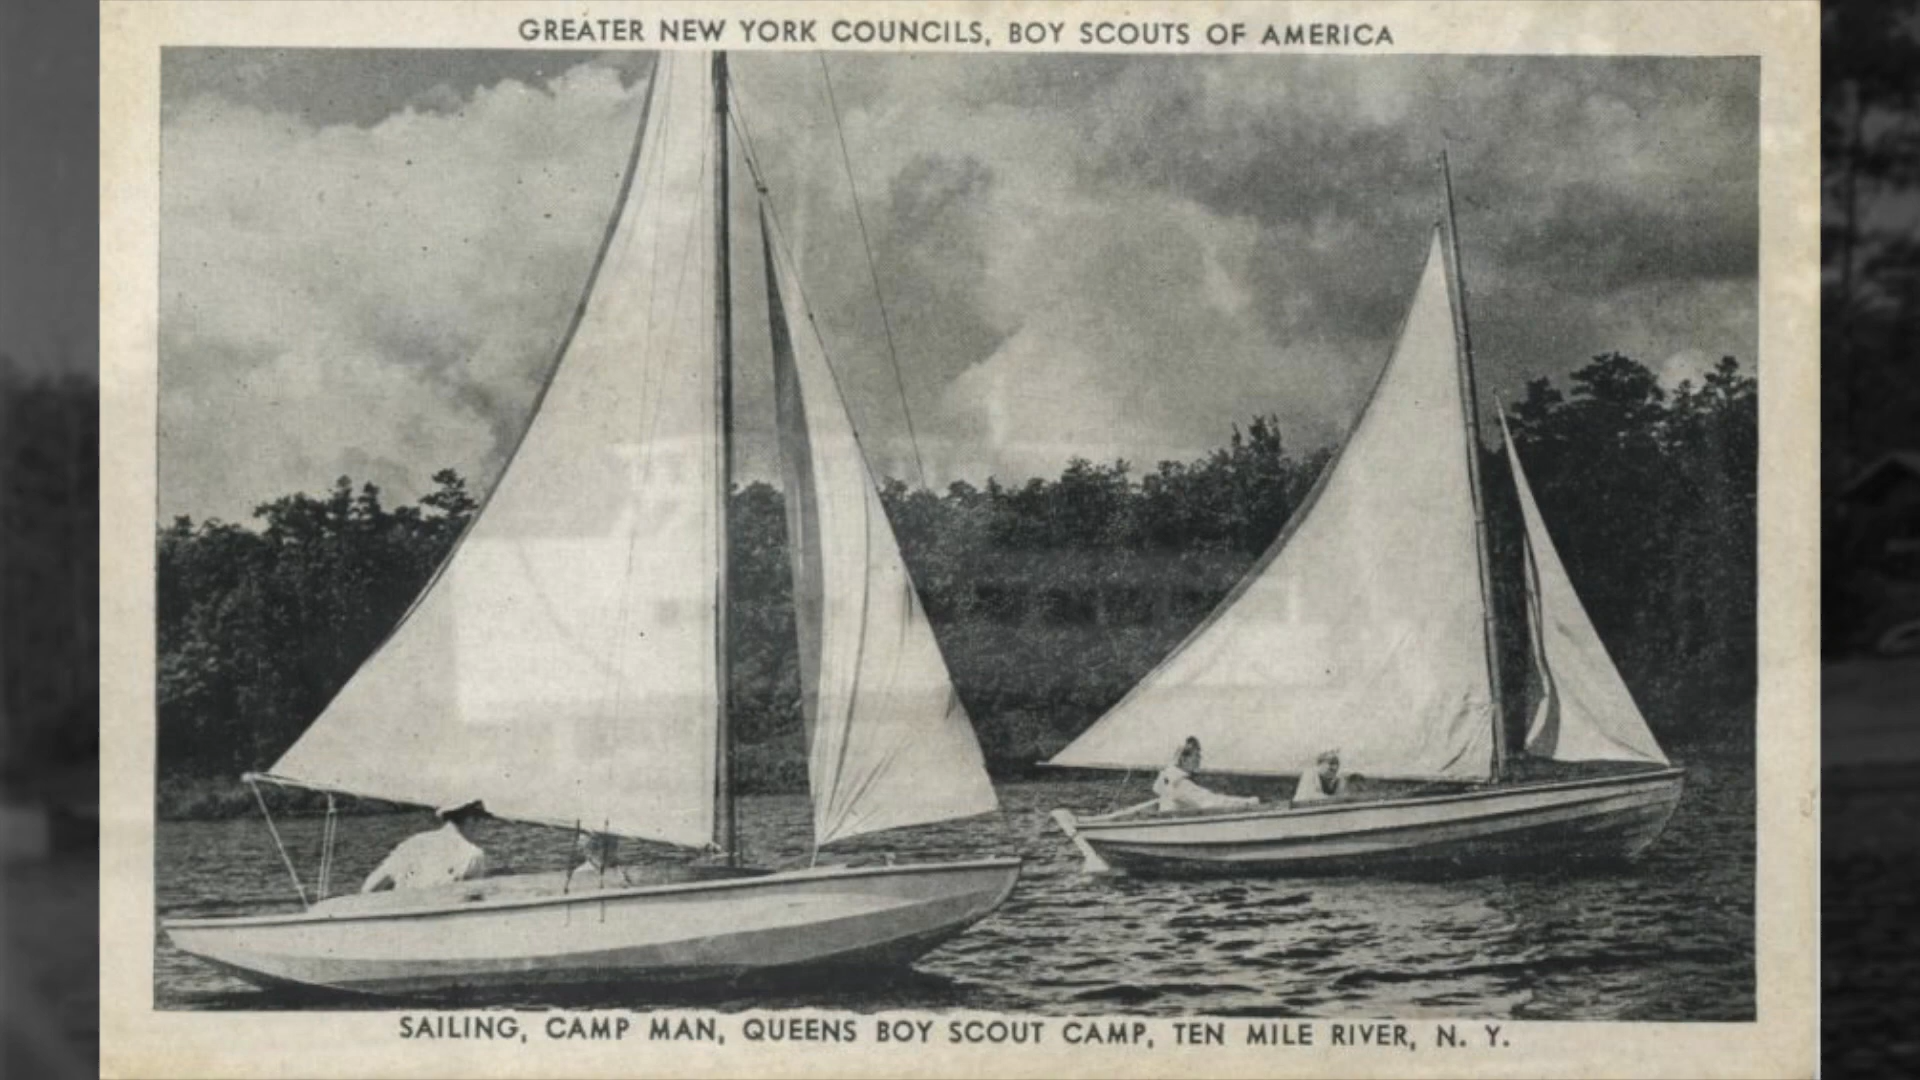 GREATER NEW YORK COUNCILS, BOY SCOUTS OF AMERICA
SAILING, CAMP MAN, QUEENS BOY SCOUT CAMP, TEN MILE RIVER, N. Y.